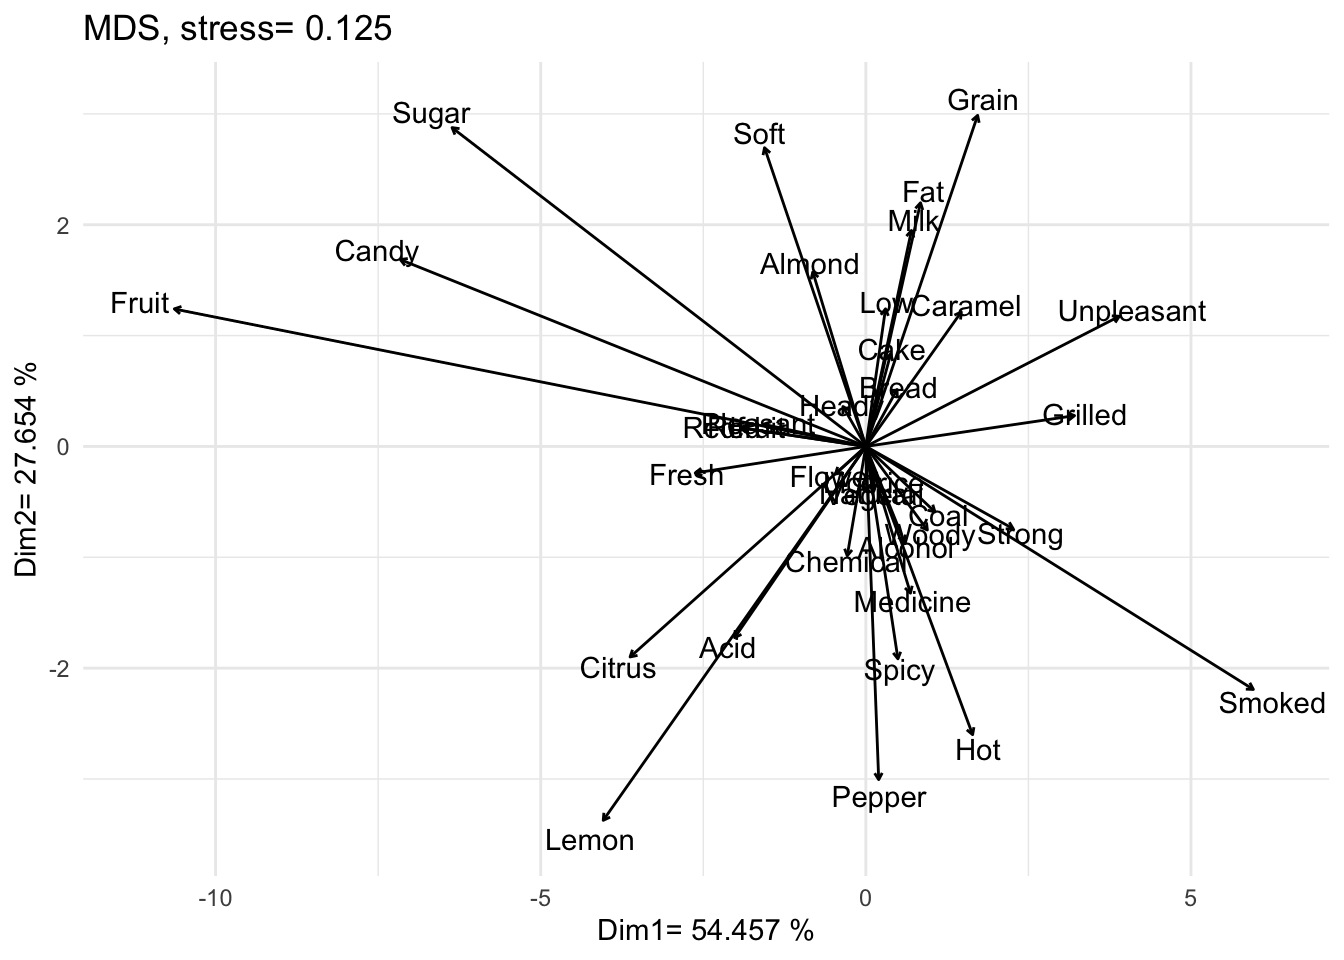 MDS, stress= 0.125
Grain
Sugar
Soft
Fat
Milk
Candy
Almond
Fruit
Low
Caramel
Unpleasant
Cake
Bread
Head
Grilled
Pleasant
Fresh
Flower
Coal
Woody
Strong
Alcohol
Chemical
Medicine
Acid
Citrus
Spicy
Smoked
Hot
Pepper
Lemon
2
0
-2
-10
-5
0
5
Dim1= 54.457 %
Dim2= 27.654 %